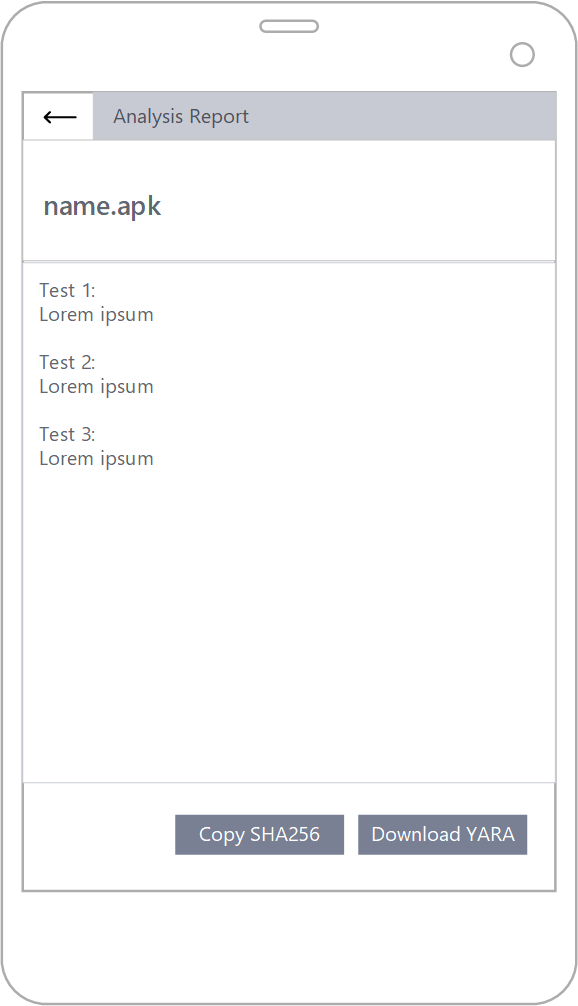 Analysis Report
name.apk
Test 1:
Lorem ipsum
Test 2:
Lorem ipsum
Test 3:
Lorem ipsum
Copy SHA256
Download YARA